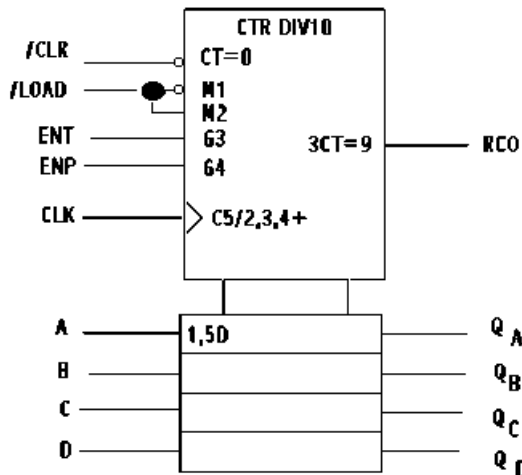 CTR DIV10
/CLR
CT=0
/LOAD
M1
M2
ENT
G3
3CT=9
RCO
ENP
G4
CLK
C5/2,3,4+
A
1,5D
Q A
B
Q B
C
Q C
D
Q